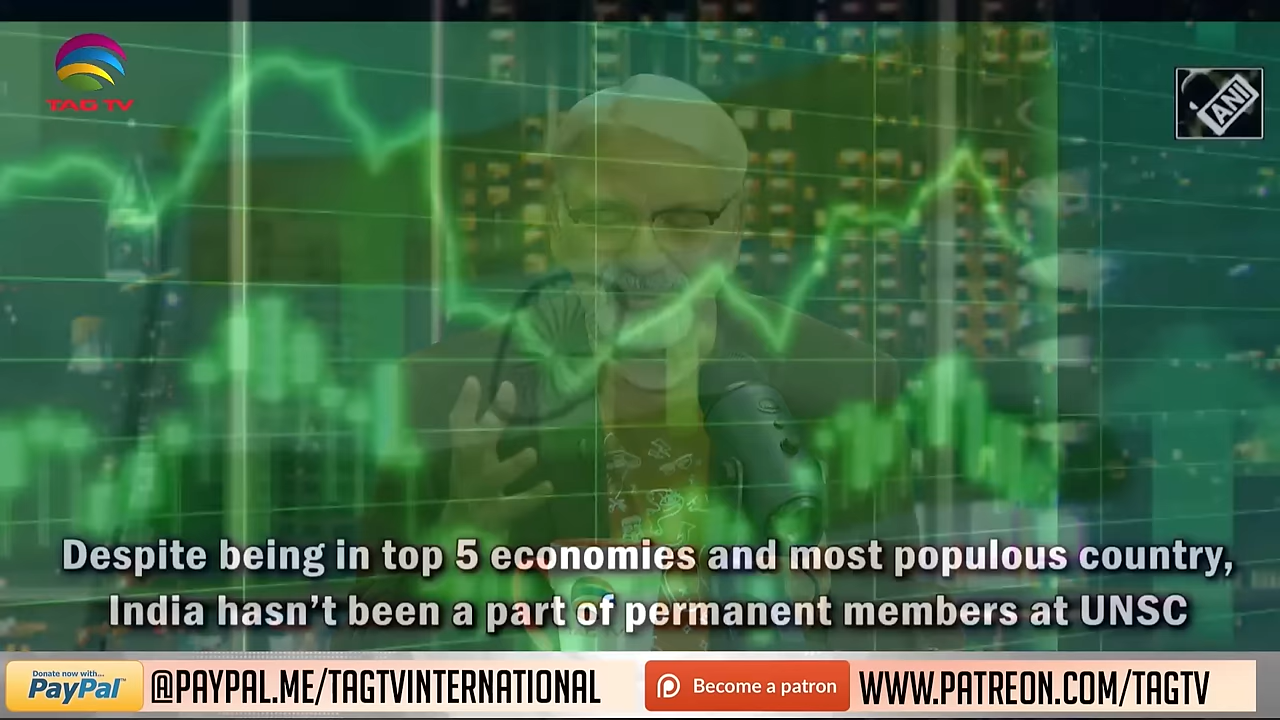 TAG TV
ANI
Despite being in top 5 economies and most populous country,
India hasn't been a part of permanent members at UNSC
Donate now with...
PayPal™ @PAYPAL.ME/TAGTVINTERNATIONAL Become a patron WWW.PATREON.COM/TAGTV